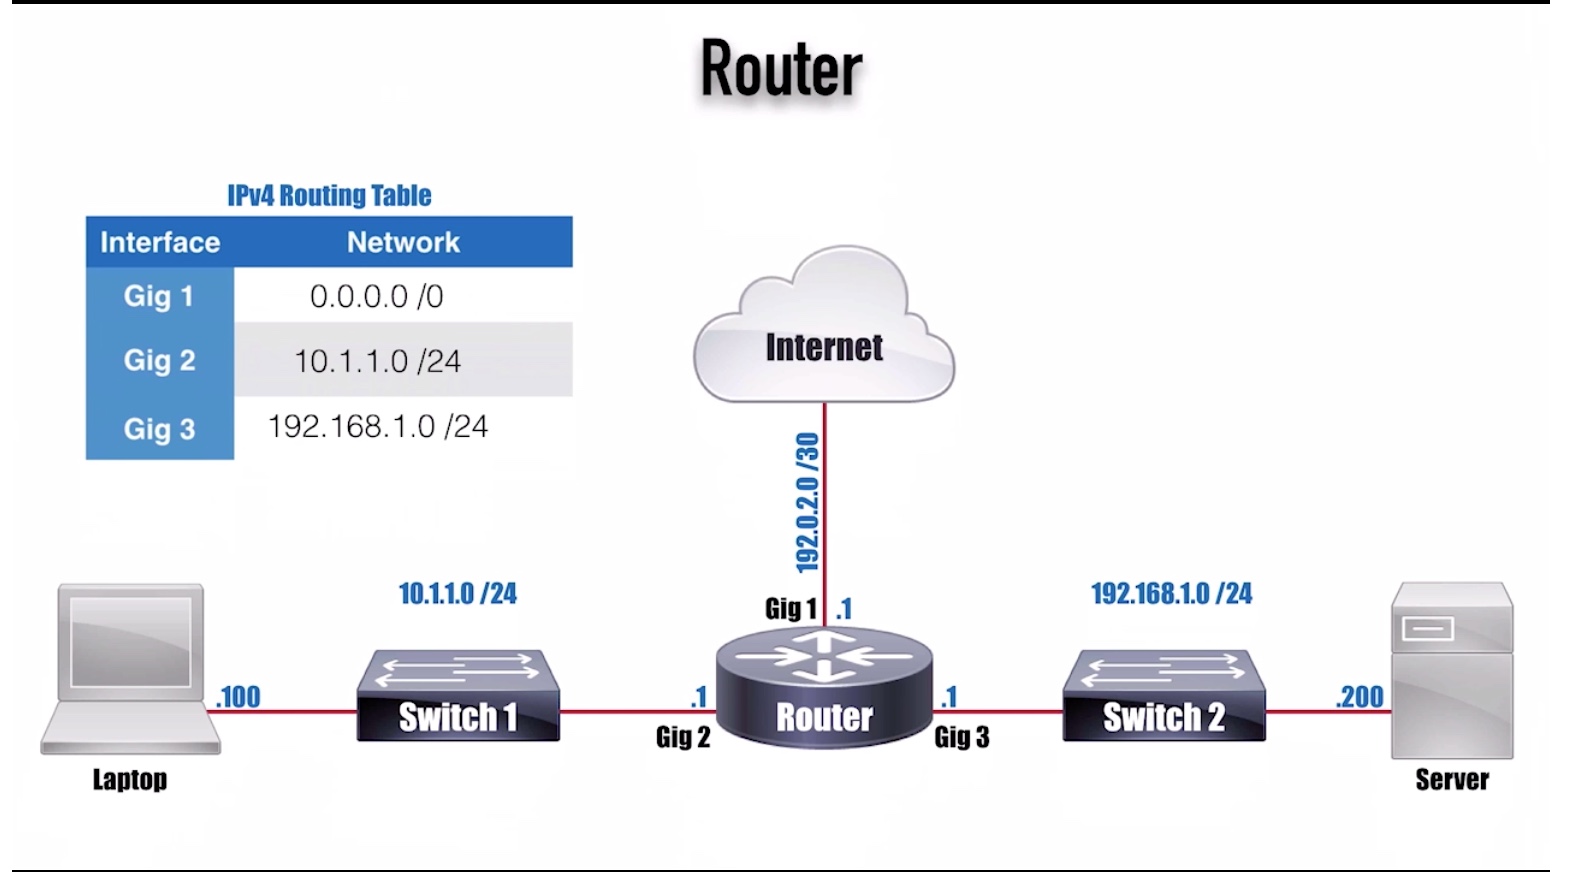 Router
IPv4 Routing Table
Interface Network
Gig 1 0.0.0.0 /0
Gig 2 10.1.1.0 /24
Gig 3 192.168.1.0 /24
Internet
192.0.2.0 /30
10.1.1.0 /24
192.168.1.0 /24
Gig 1 .1
.100
Switch 1
.1
Gig 2
Router
.1
Gig 3
Switch 2
.200
Laptop
Server